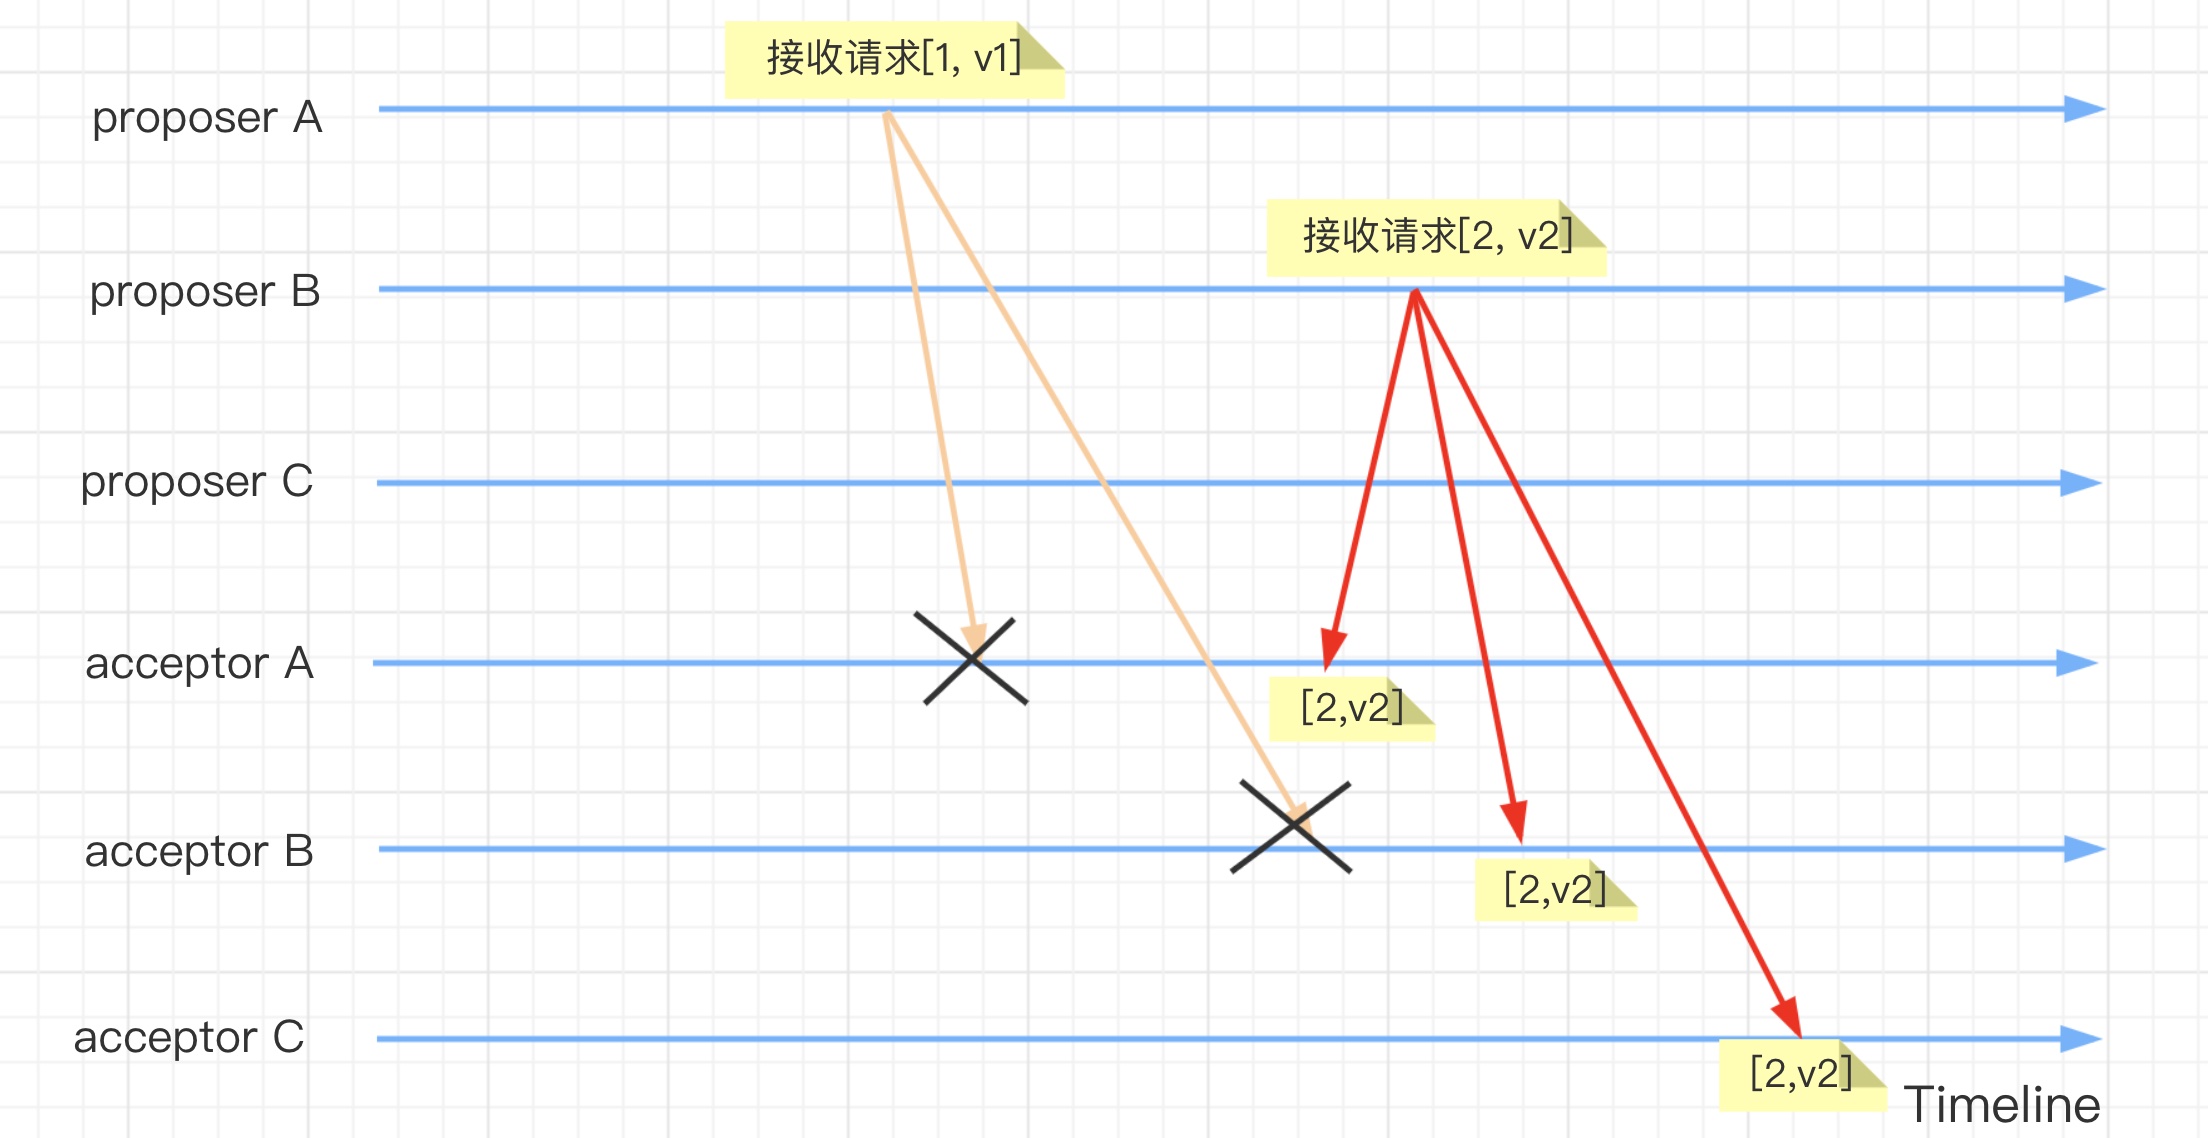 接收请求[1, v1]
proposer A
接收请求[2, v2]
proposer B
proposer C
acceptor A
[2,v2]
acceptor B
[2,v2]
acceptor C
[2,v2]
Timeline